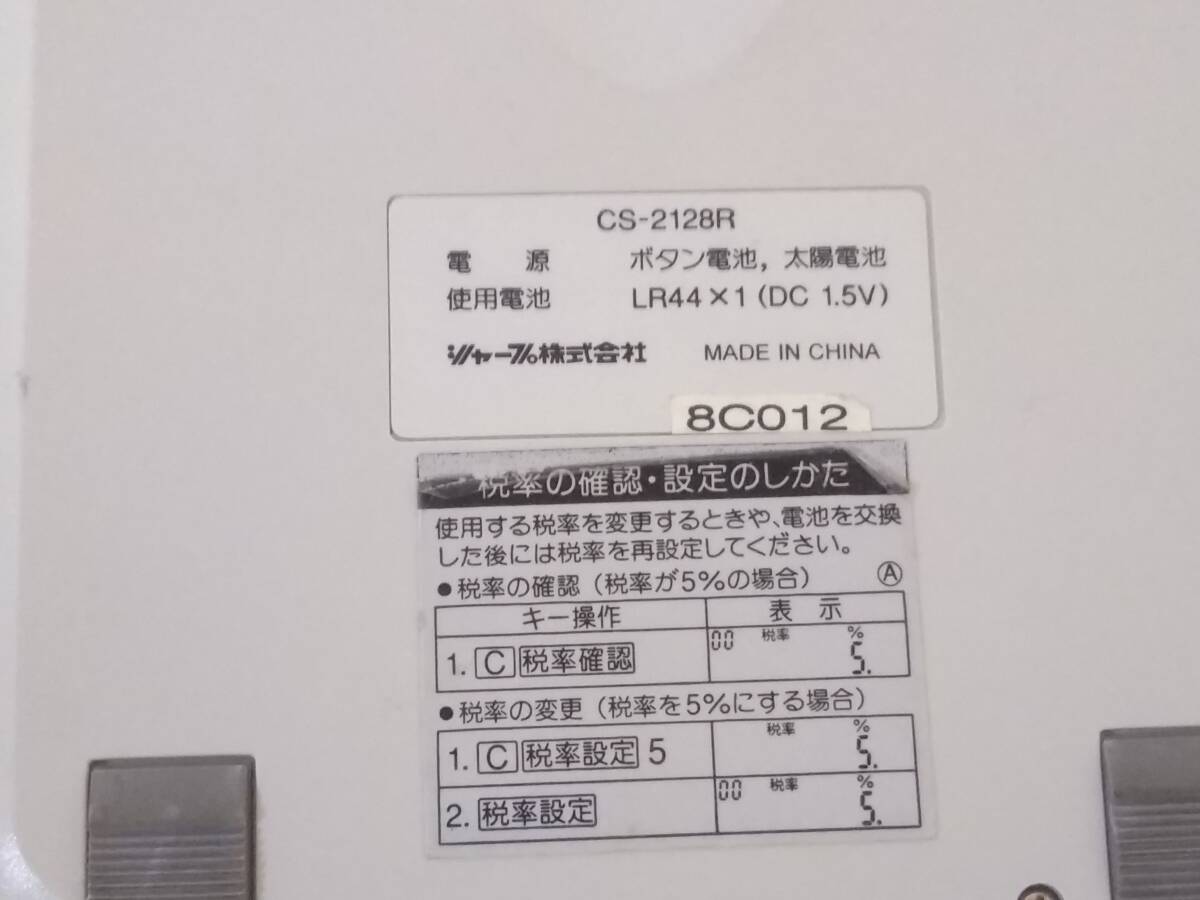 CS-2128R
電 源 ボタン電池, 太陽電池
使用電池 LR44×1 (DC 1.5V)
シャープ株式会社 MADE IN CHINA
8C012
税率の確認・設定のしかた
使用する税率を変更するときや、電池を交換
した後には税率を再設定してください。
●税率の確認（税率が5%の場合） Ⓐ
キー操作 表 示
1. C 税率確認 00 税率 % 5.
●税率の変更（税率を5%にする場合）
1. C 税率設定 5 税率 % 5.
2. 税率設定 00 税率 % 5.